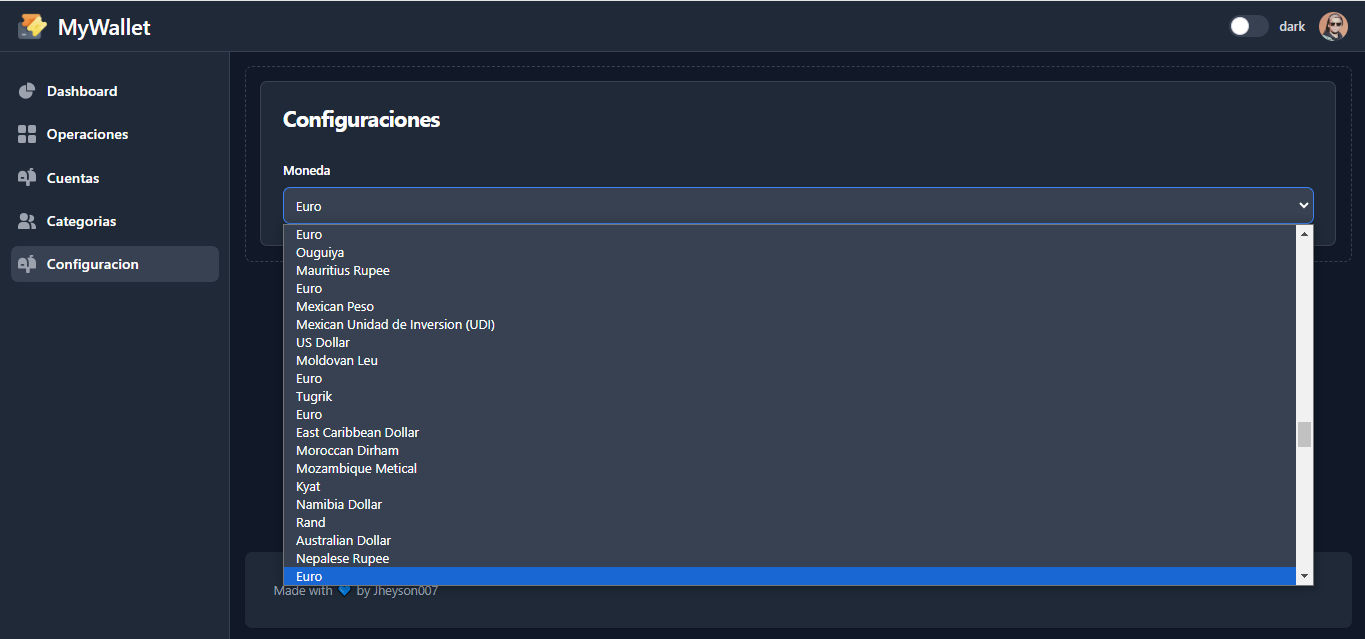 MyWallet
dark
Dashboard
Operaciones
Cuentas
Categorias
Configuracion
Configuraciones
Moneda
Euro
Euro
Ouguiya
Mauritius Rupee
Euro
Mexican Peso
Mexican Unidad de Inversion (UDI)
US Dollar
Moldovan Leu
Euro
Tugrik
Euro
East Caribbean Dollar
Moroccan Dirham
Mozambique Metical
Kyat
Namibia Dollar
Rand
Australian Dollar
Nepalese Rupee
Euro
Made with 💙 by Jheyson007